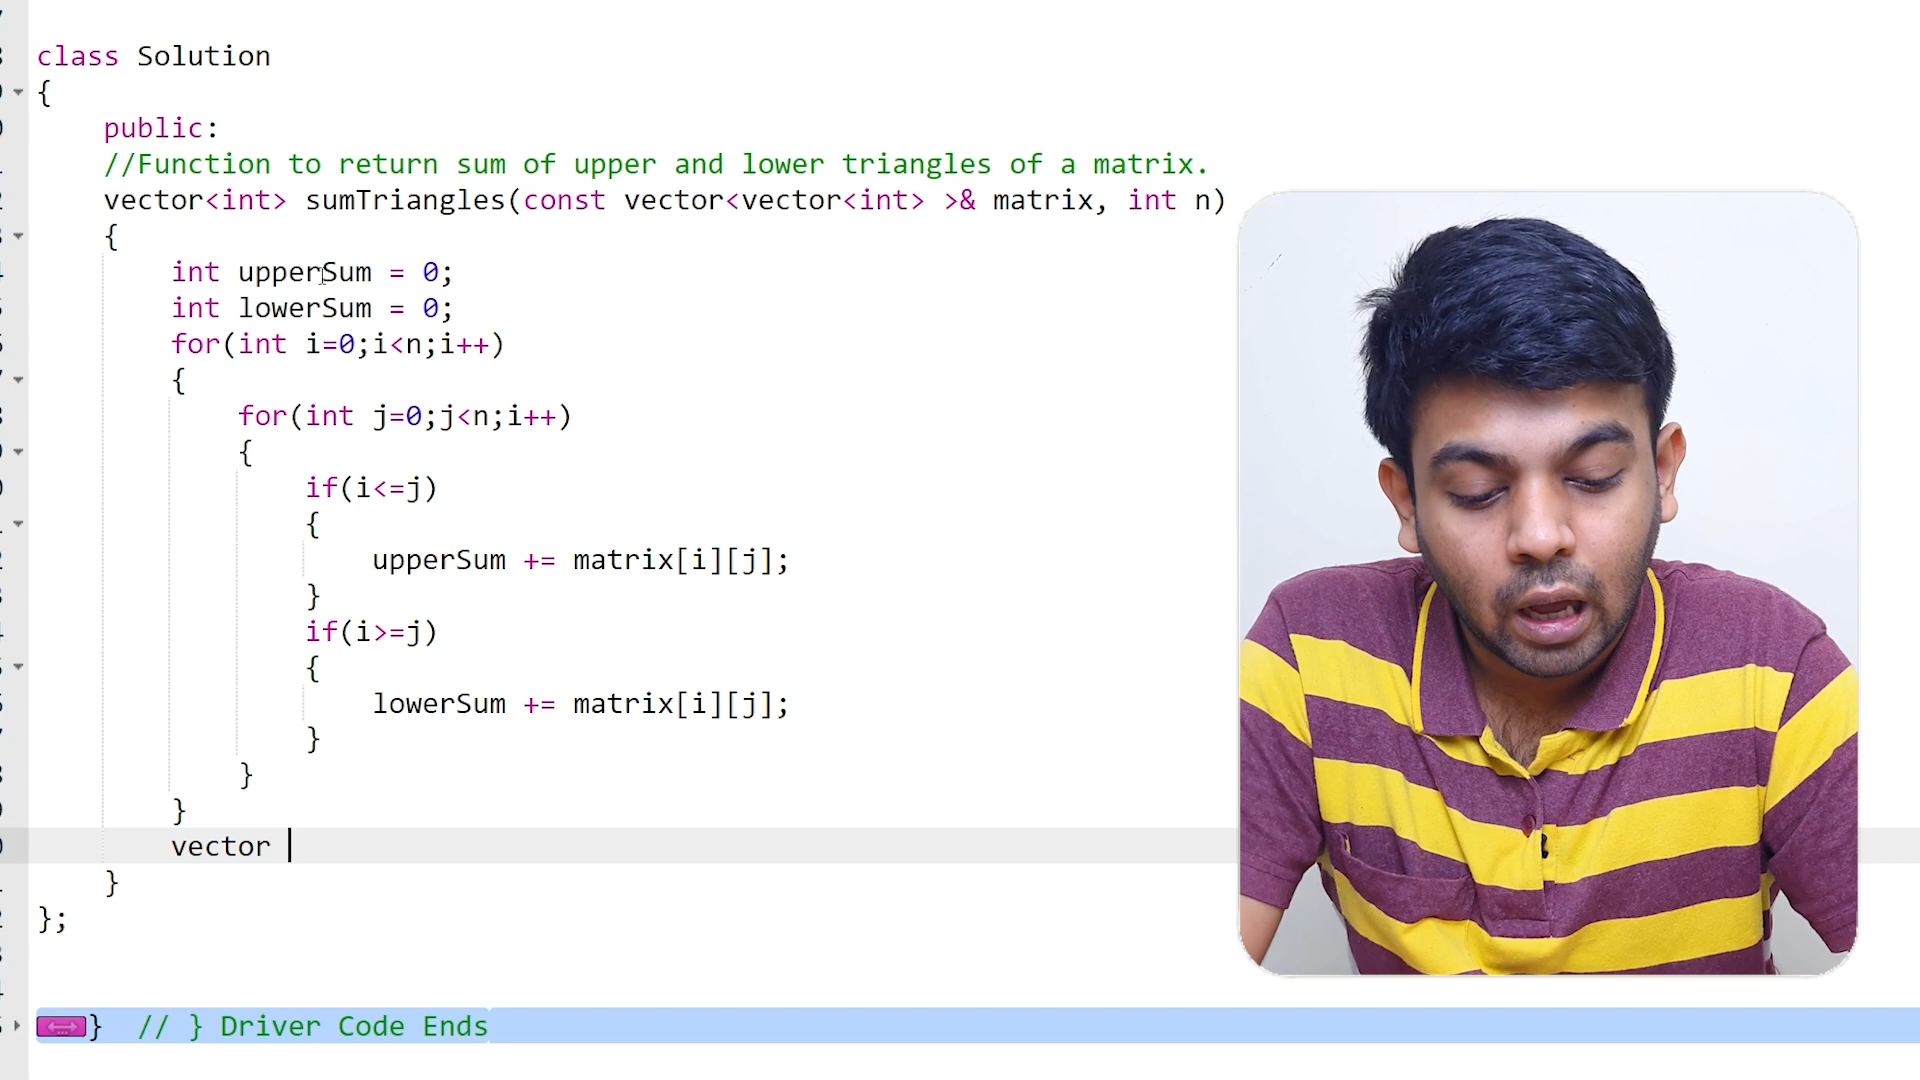 class Solution
{
public:
//Function to return sum of upper and lower triangles of a matrix.
vector<int> sumTriangles(const vector<vector<int> >& matrix, int n)
{
int upperSum = 0;
int lowerSum = 0;
for(int i=0;i<n;i++)
{
for(int j=0;j<n;i++)
{
if(i<=j)
{
upperSum += matrix[i][j];
}
if(i>=j)
{
lowerSum += matrix[i][j];
}
}
}
vector
}
};
} // } Driver Code Ends